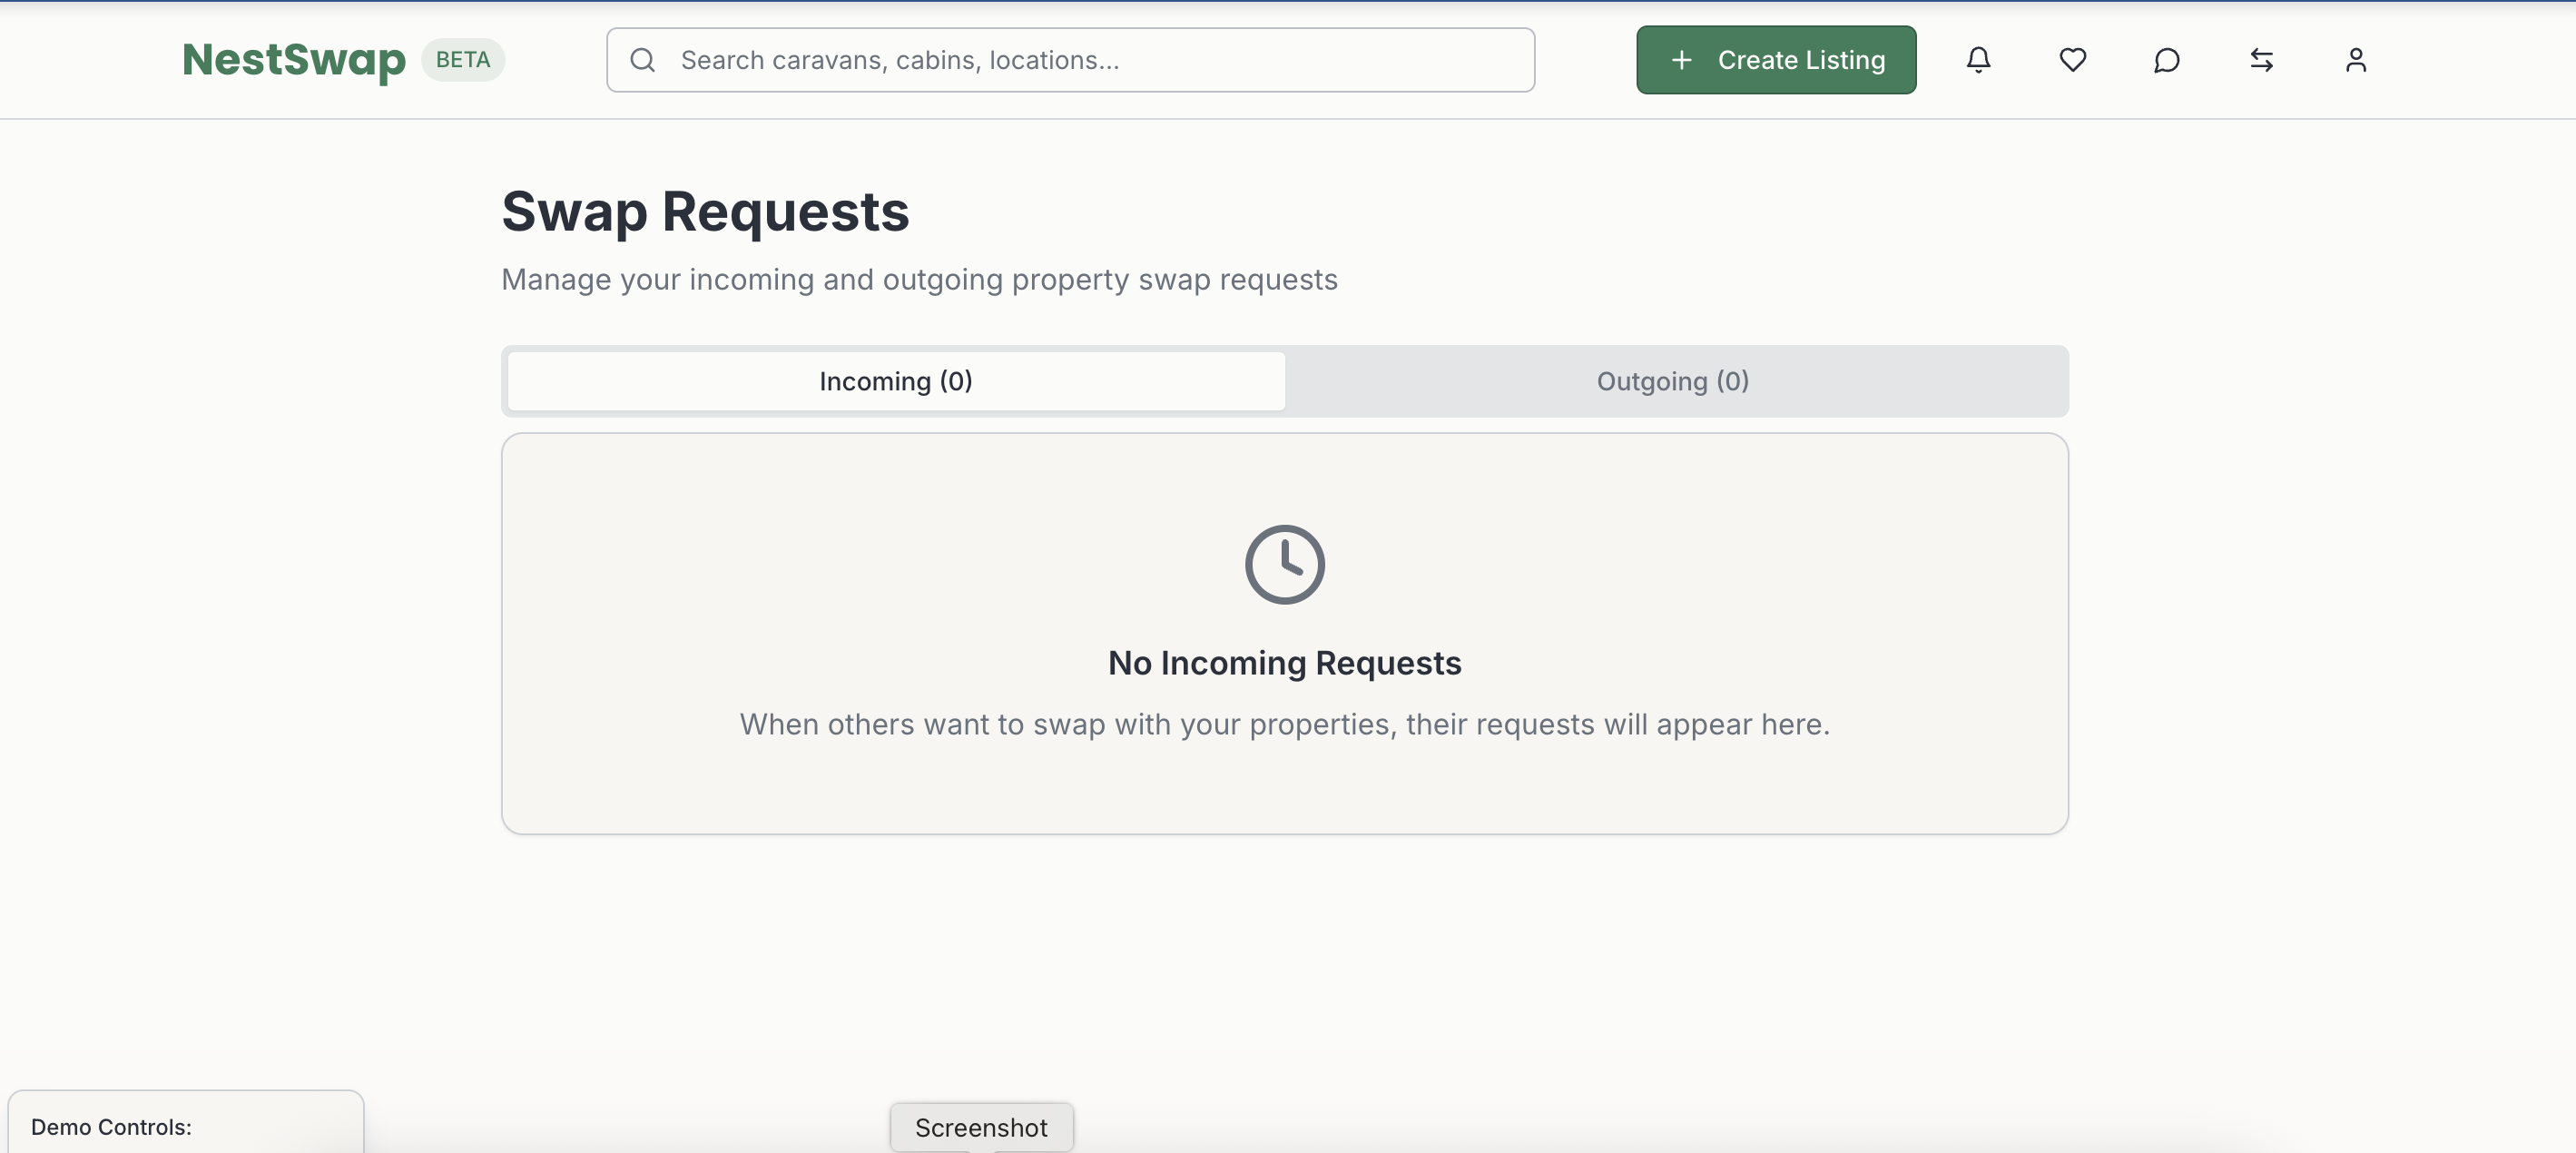 NestSwap BETA
Search caravans, cabins, locations...
Create Listing
Swap Requests
Manage your incoming and outgoing property swap requests
Incoming (0)
Outgoing (0)
No Incoming Requests
When others want to swap with your properties, their requests will appear here.
Demo Controls:
Screenshot